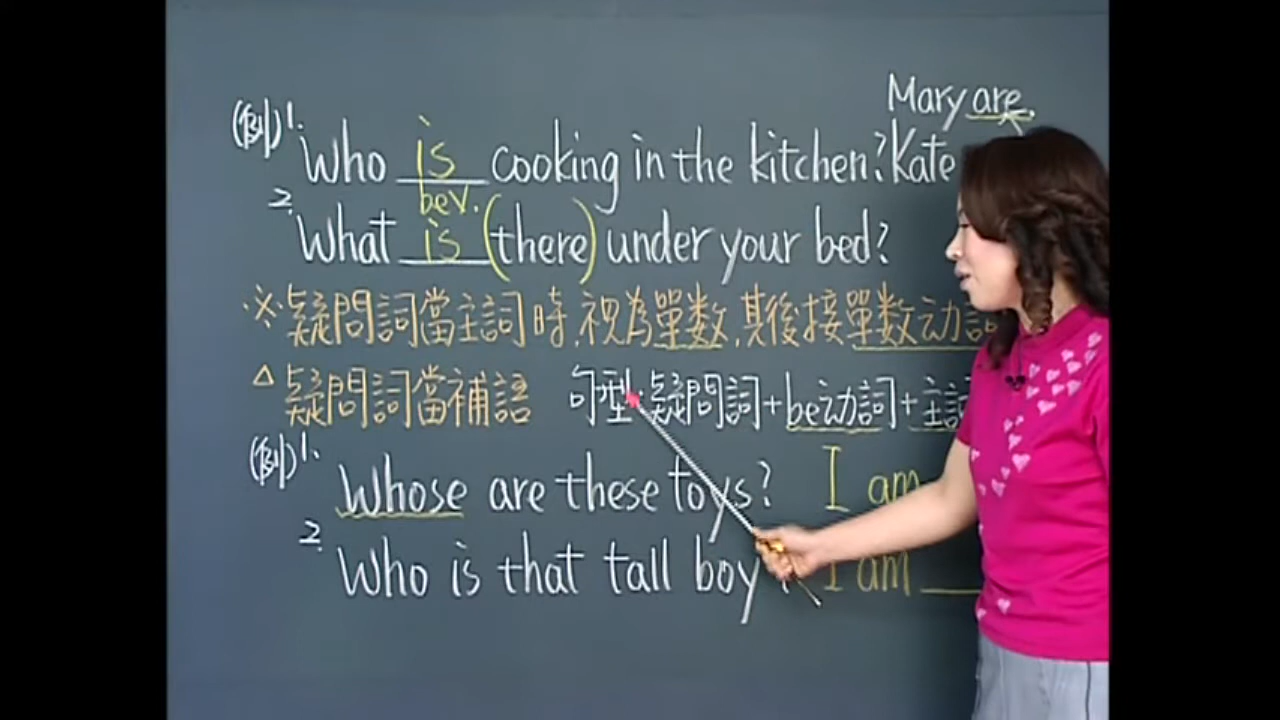 Mary are.
(例)1. Who is cooking in the kitchen? Kate
bev.
2. What is (there) under your bed?
※疑問詞當主詞時,視為單数,其後接單数动詞
△疑問詞當補語 句型:疑問詞+be动詞+主詞
(例)1. Whose are these toys? I am
2. Who is that tall boy ? I am